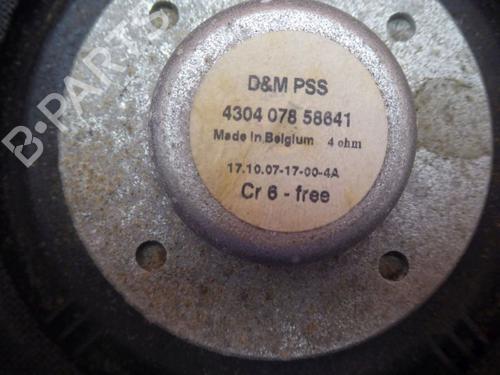 B-PARTS
D&M PSS
4304 078 58641
Made in Belgium 4 ohm
17.10.07-17-00-4A
Cr 6 - free